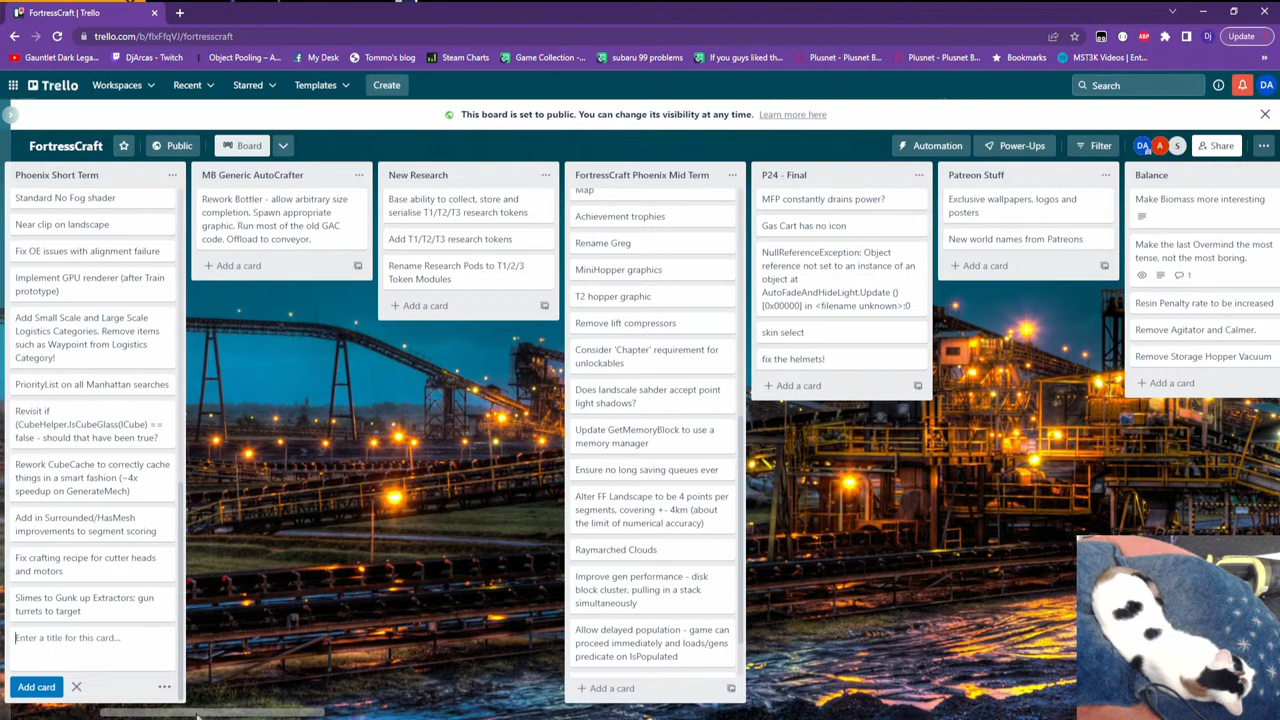 FortressCraft | Trello
trello.com/b/flxFfqVJ/fortresscraft
Update
Gauntlet Dark Lega...
DjArcas - Twitch
Object Pooling – A...
My Desk
Tommo's blog
Steam Charts
Game Collection -...
subaru 99 problems
If you guys liked th...
Plusnet - Plusnet B...
Plusnet - Plusnet B...
Bookmarks
MST3K Videos | Ent...
Trello
Workspaces
Recent
Starred
Templates
Create
Search
DA
This board is set to public. You can change its visibility at any time. Learn more here
FortressCraft
Public
Board
Automation
Power-Ups
Filter
DA
A
S
Share
Phoenix Short Term
Standard No Fog shader
Near clip on landscape
Fix OE issues with alignment failure
Implement GPU renderer (after Train
prototype)
Add Small Scale and Large Scale
Logistics Categories. Remove items
such as Waypoint from Logistics
Category!
PriorityList on all Manhattan searches
Revisit if
(CubeHelper.IsCubeGlass(lCube) ==
false - should that have been true?
Rework CubeCache to correctly cache
things in a smart fashion (~4x
speedup on GenerateMech)
Add in Surrounded/HasMesh
improvements to segment scoring
Fix crafting recipe for cutter heads
and motors
Slimes to Gunk up Extractors; gun
turrets to target
Enter a title for this card...
Add card
MB Generic AutoCrafter
Rework Bottler - allow arbitrary size
completion. Spawn appropriate
graphic. Run most of the old GAC
code. Offload to conveyor.
+ Add a card
New Research
Base ability to collect, store and
serialise T1/T2/T3 research tokens
Add T1/T2/T3 research tokens
Rename Research Pods to T1/2/3
Token Modules
+ Add a card
FortressCraft Phoenix Mid Term
Map
Achievement trophies
Rename Greg
MiniHopper graphics
T2 hopper graphic
Remove lift compressors
Consider 'Chapter' requirement for
unlockables
Does landscale sahder accept point
light shadows?
Update GetMemoryBlock to use a
memory manager
Ensure no long saving queues ever
Alter FF Landscape to be 4 points per
segments, covering +- 4km (about
the limit of numerical accuracy)
Raymarched Clouds
Improve gen performance - disk
block cluster, pulling in a stack
simultaneously
Allow delayed population - game can
proceed immediately and loads/gens
predicate on IsPopulated
+ Add a card
P24 - Final
MFP constantly drains power?
Gas Cart has no icon
NullReferenceException: Object
reference not set to an instance of an
object at
AutoFadeAndHideLight.Update ()
[0x00000] in <filename unknown>:0
skin select
fix the helmets!
+ Add a card
Patreon Stuff
Exclusive wallpapers, logos and
posters
New world names from Patreons
+ Add a card
Balance
Make Biomass more interesting
Make the last Overmind the most
tense, not the most boring.
1
Resin Penalty rate to be increased
Remove Agitator and Calmer.
Remove Storage Hopper Vacuum
+ Add a card